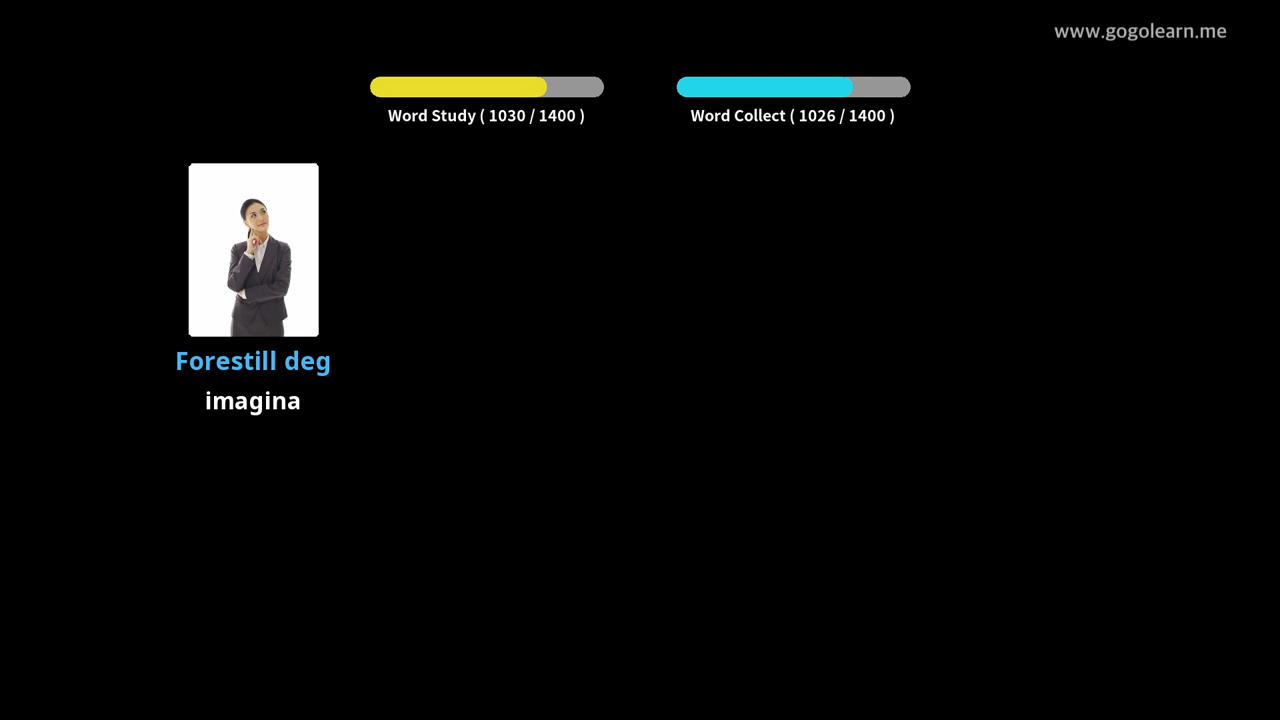 www.gogolearn.me
Word Study ( 1030 / 1400 )
Word Collect ( 1026 / 1400 )
Forestill deg
imagina